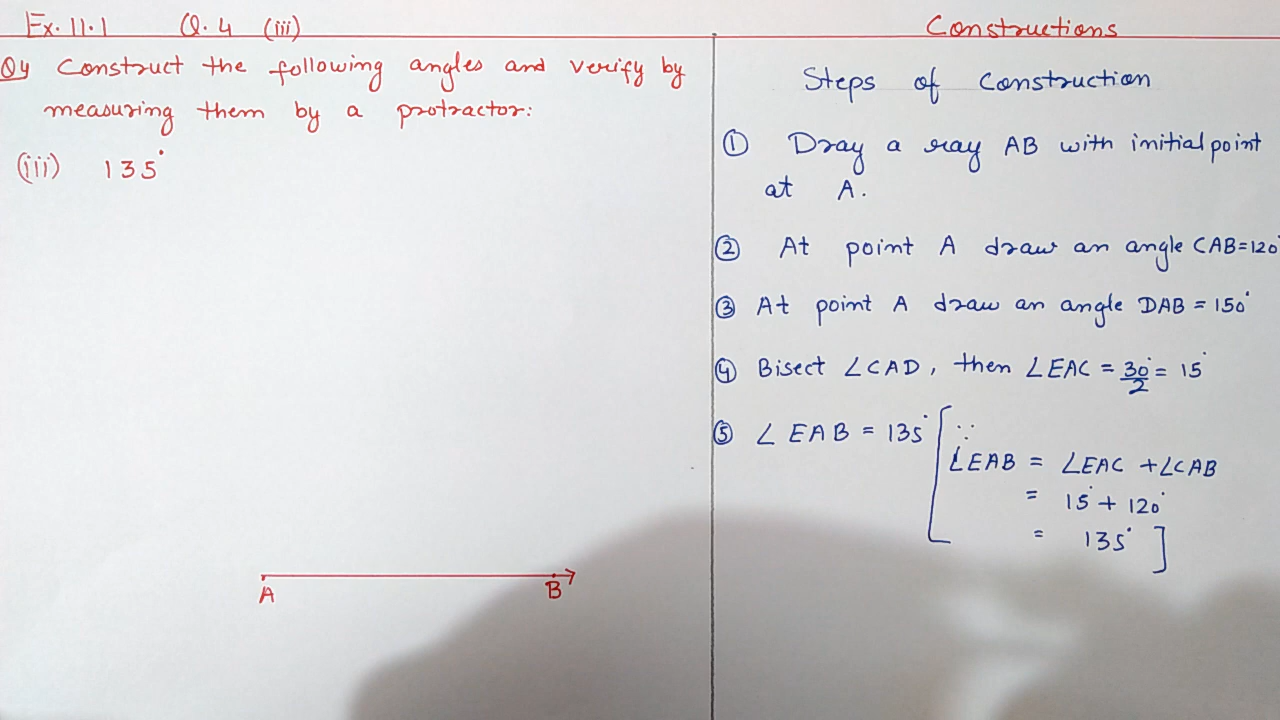 Ex. 11.1 Q. 4 (iii)
Q4 Construct the following angles and verify by
measuring them by a protractor:
(iii) 135°
A B
Constructions
Steps of Construction
① Dray a ray AB with initial point
at A.
② At point A draw an angle CAB=120°
③ At point A draw an angle DAB = 150°
④ Bisect ∠CAD, then ∠EAC = 30°/2 = 15°
⑤ ∠EAB = 135° [∵
∠EAB = ∠EAC + ∠CAB
= 15° + 120°
= 135° ]